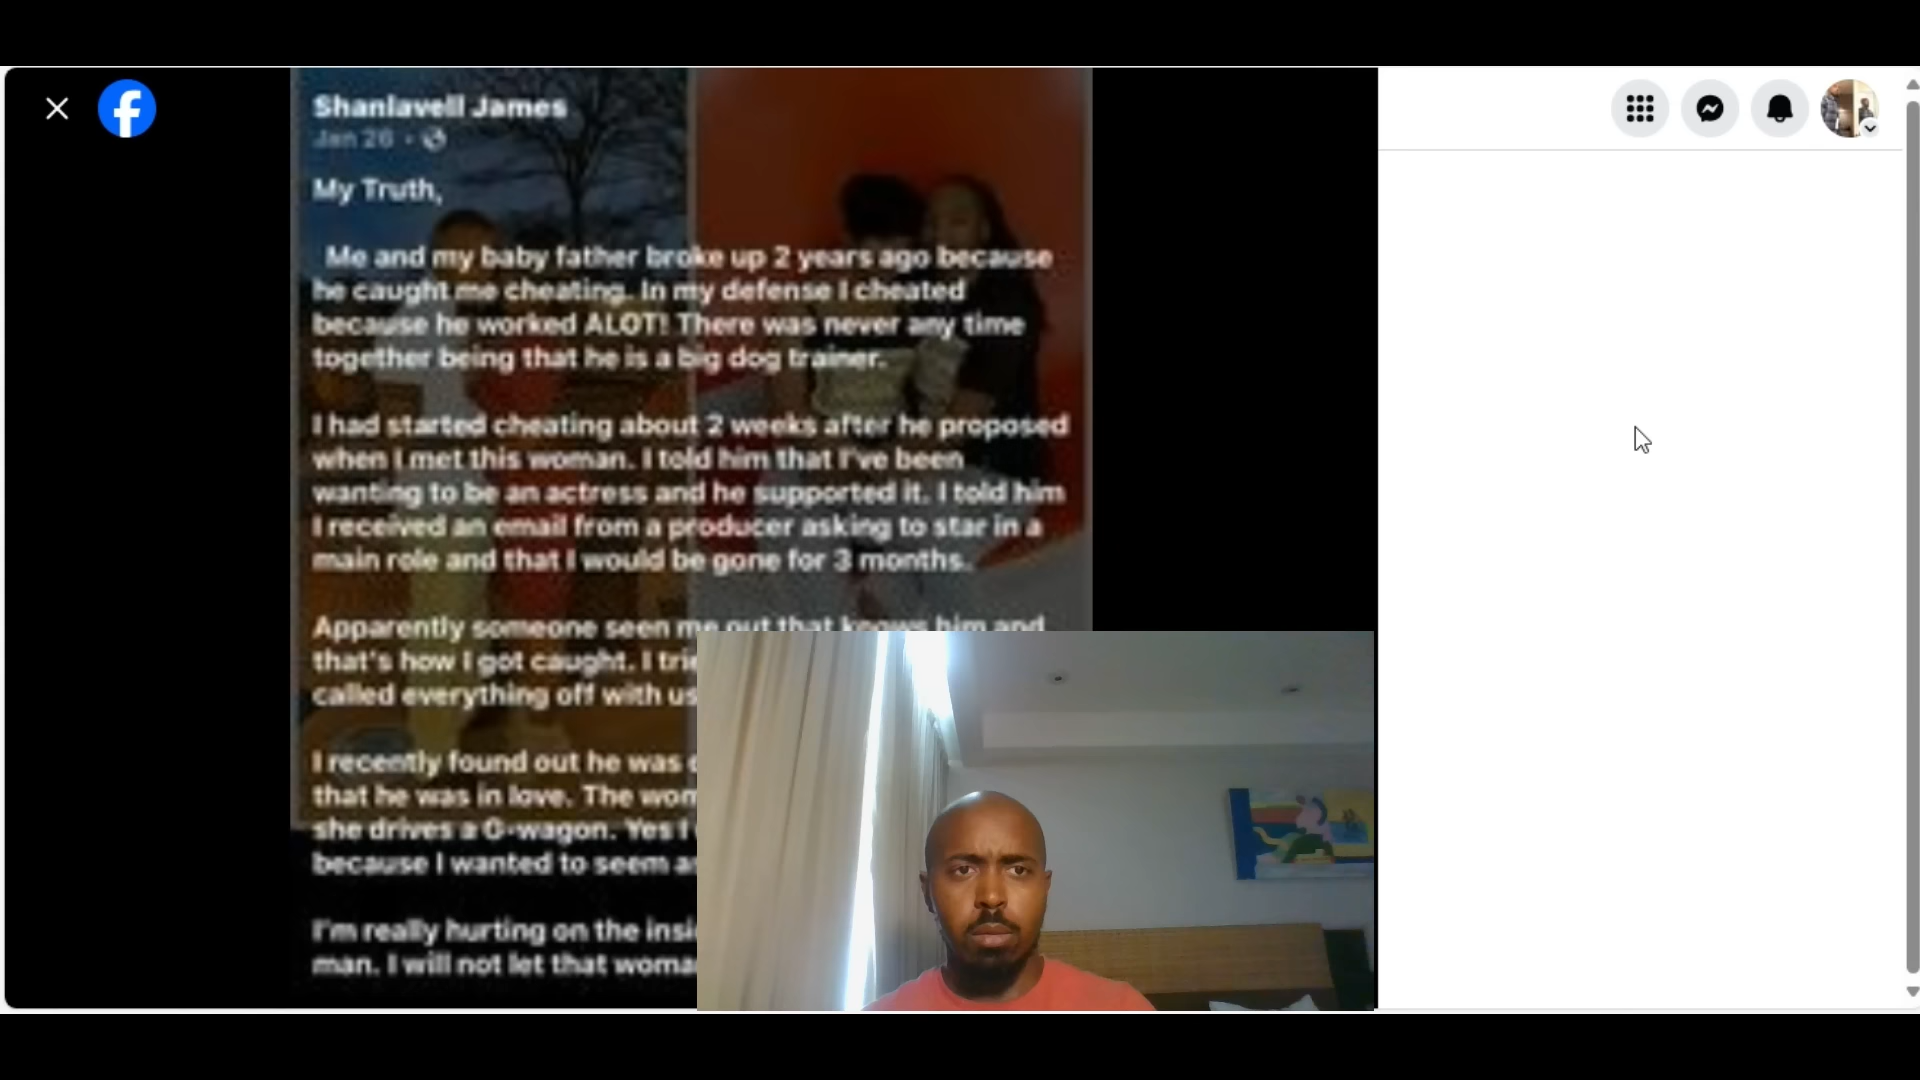 Shanlavell James
Jan 26
My Truth,
Me and my baby father broke up 2 years ago because
he caught me cheating. In my defense I cheated
because he worked ALOT! There was never any time
together being that he is a big dog trainer.
I had started cheating about 2 weeks after he proposed
when I met this woman. I told him that I've been
wanting to be an actress and he supported it. I told him
I received an email from a producer asking to star in a
main role and that I would be gone for 3 months.
Apparently someone seen me out that knows him and
that's how I got caught. I
called everything off with us
I recently found out he was
that he was in love. The
she drives a G-wagon. Yes I
because I wanted to seem
I'm really hurting on the
man. I will not let that